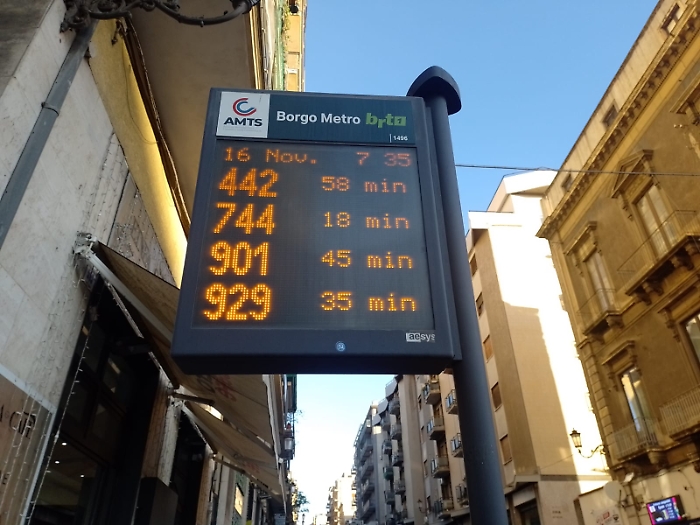 AMTS
Borgo Metro brt1
1496
16 Nov. 7 35
442 58 min
744 18 min
901 45 min
929 35 min
aesys